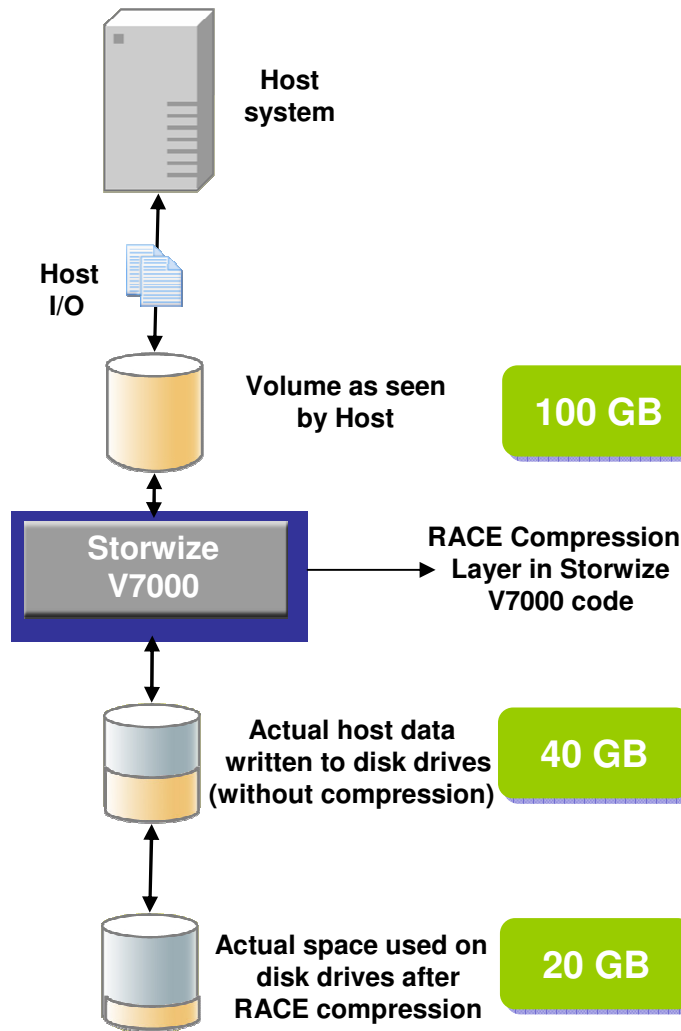 Host
system
Host
I/O
Volume as seen
by Host
100 GB
Storwize
V7000
RACE Compression
Layer in Storwize
V7000 code
Actual host data
written to disk drives
(without compression)
40 GB
Actual space used on
disk drives after
RACE compression
20 GB